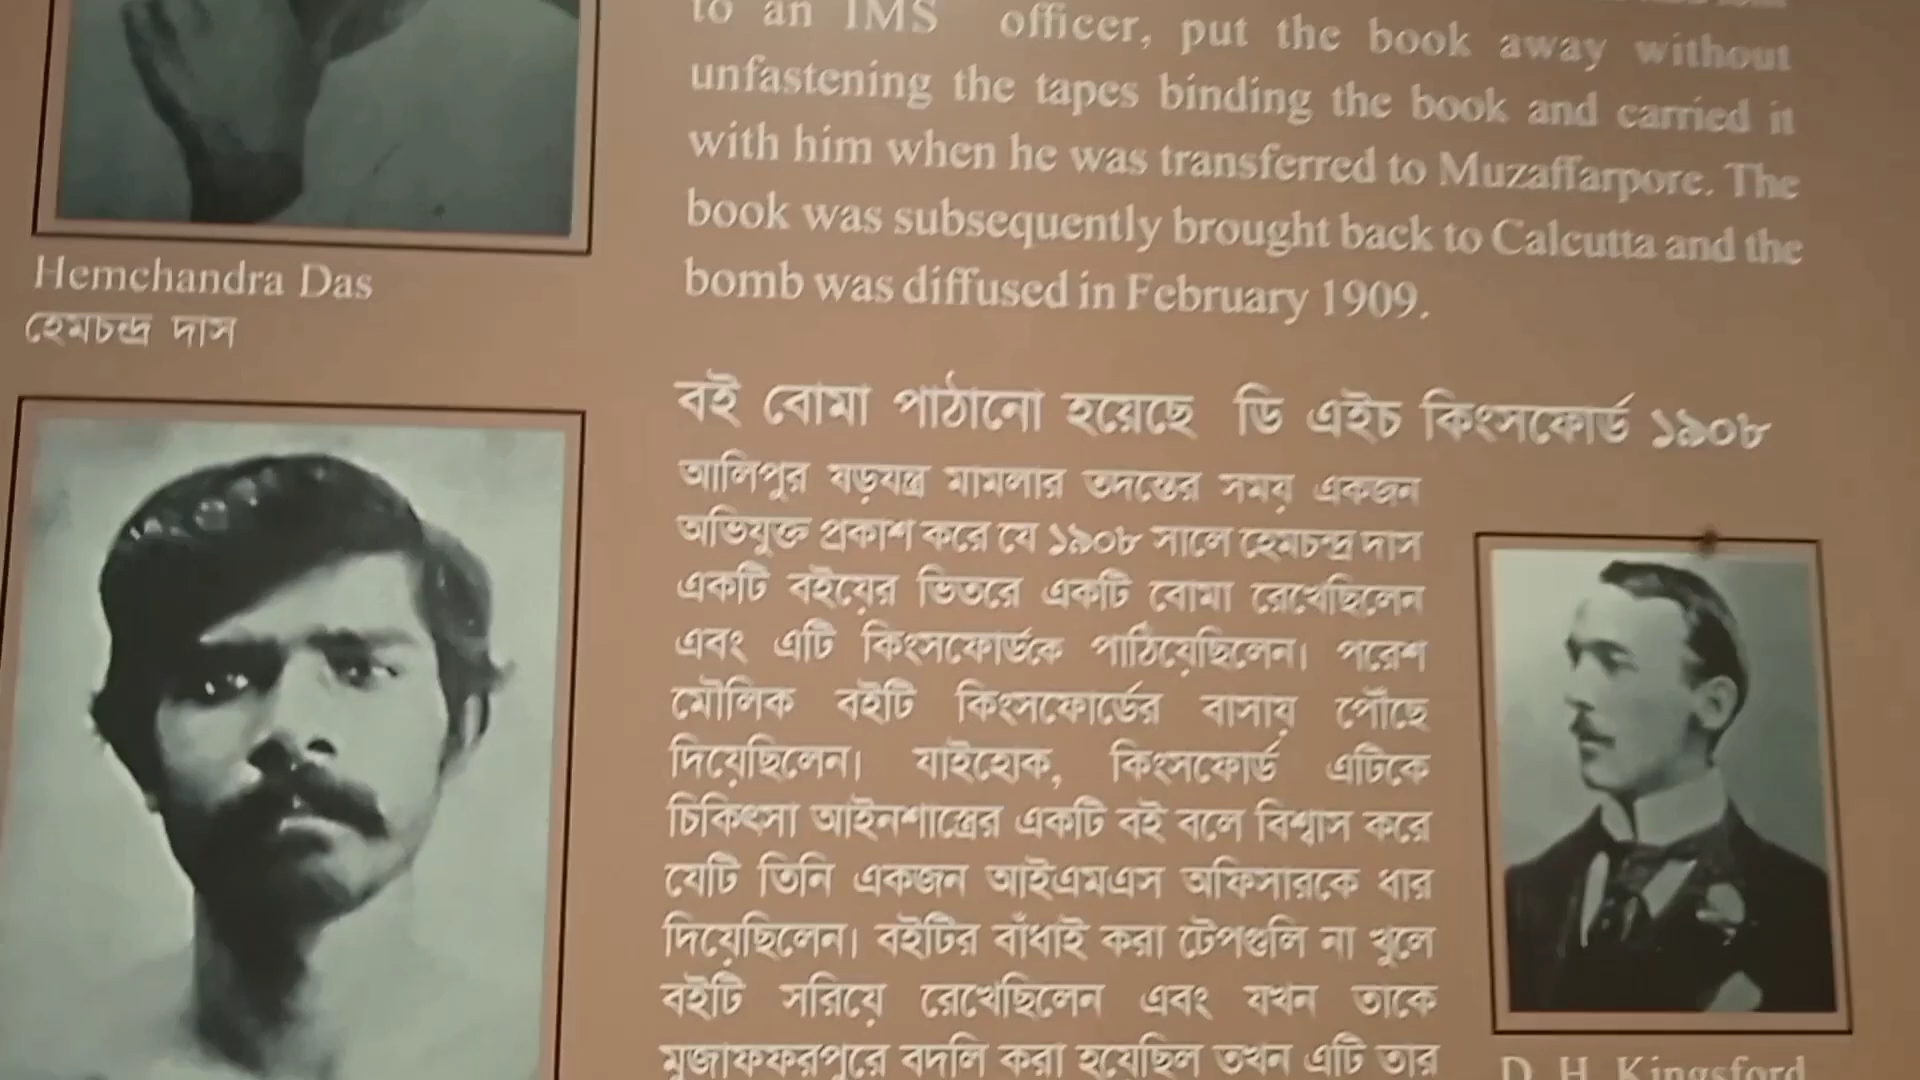 to an IMS officer, put the book away without
unfastening the tapes binding the book and carried it
with him when he was transferred to Muzaffarpore. The
book was subsequently brought back to Calcutta and the
bomb was diffused in February 1909.
Hemchandra Das
হেমচন্দ্র দাস
বই বোমা পাঠানো হয়েছে ডি এইচ কিংসফোর্ড ১৯০৮
আলিপুর ষড়যন্ত্র মামলার তদন্তের সময় একজন
অভিযুক্ত প্রকাশ করে যে ১৯০৮ সালে হেমচন্দ্র দাস
একটি বইয়ের ভিতরে একটি বোমা রেখেছিলেন
এবং এটি কিংসফোর্ডকে পাঠিয়েছিলেন। পরেশ
মৌলিক বইটি কিংসফোর্ডের বাসায় পৌঁছে
দিয়েছিলেন। যাইহোক, কিংসফোর্ড এটিকে
চিকিৎসা আইনশাস্ত্রের একটি বই বলে বিশ্বাস করে
যেটি তিনি একজন আইএমএস অফিসারকে ধার
দিয়েছিলেন। বইটির বাঁধাই করা টেপগুলি না খুলে
বইটি সরিয়ে রেখেছিলেন এবং যখন তাকে
মুজাফফরপুরে বদলি করা হয়েছিল তখন এটি তার
D. H. Kingsford